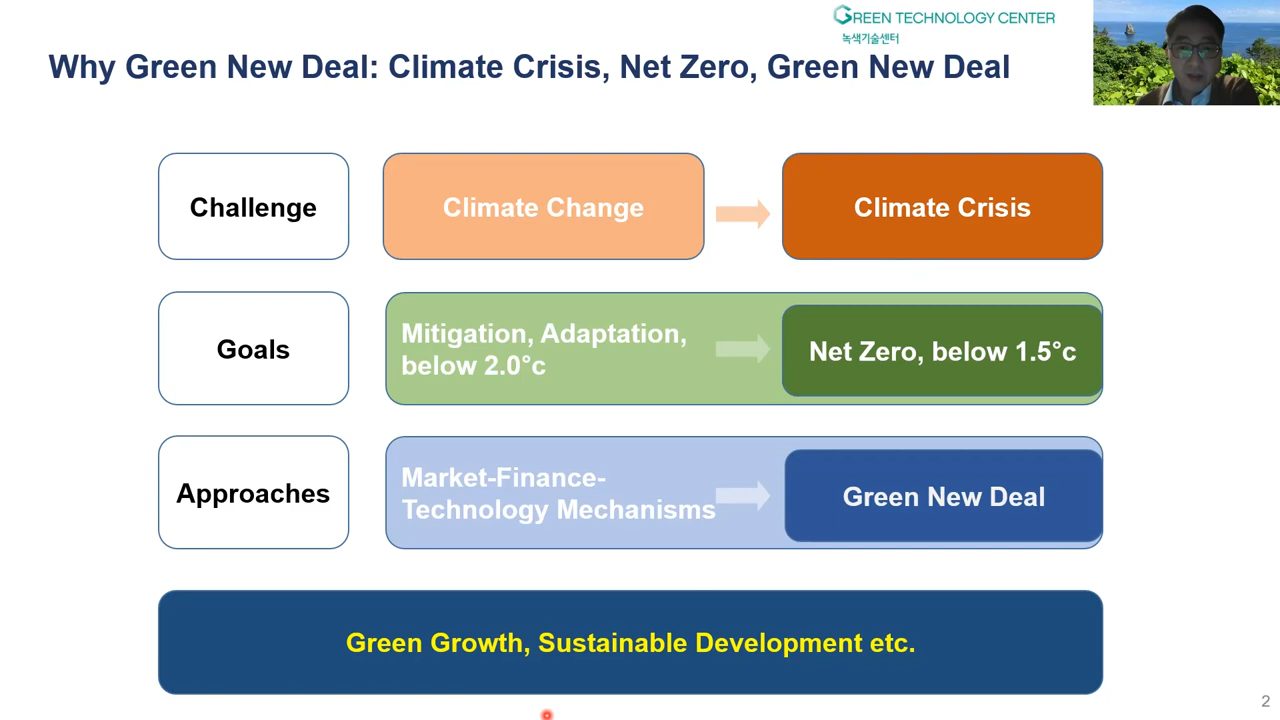 GREEN TECHNOLOGY CENTER
녹색기술센터
Why Green New Deal: Climate Crisis, Net Zero, Green New Deal
Challenge
Climate Change
Climate Crisis
Goals
Mitigation, Adaptation,
below 2.0°c
Net Zero, below 1.5°c
Approaches
Market-Finance-
Technology Mechanisms
Green New Deal
Green Growth, Sustainable Development etc.
2